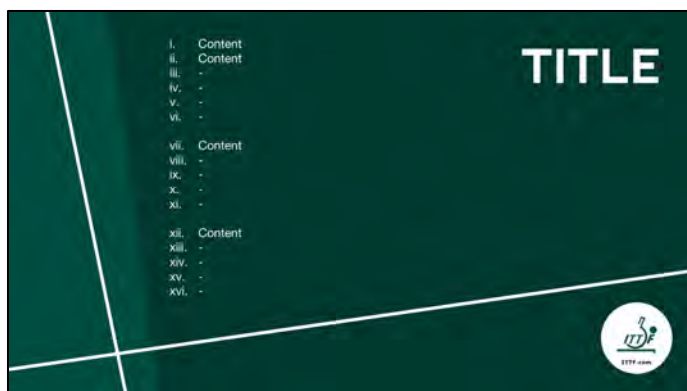 TITLE
i. Content
ii. Content
iii. -
iv. -
v. -
vi. -
vii. Content
viii. -
ix. -
x. -
xi. -
xii. Content
xiii. -
xiv. -
xv. -
xvi. -
ITTF
ITTF.com